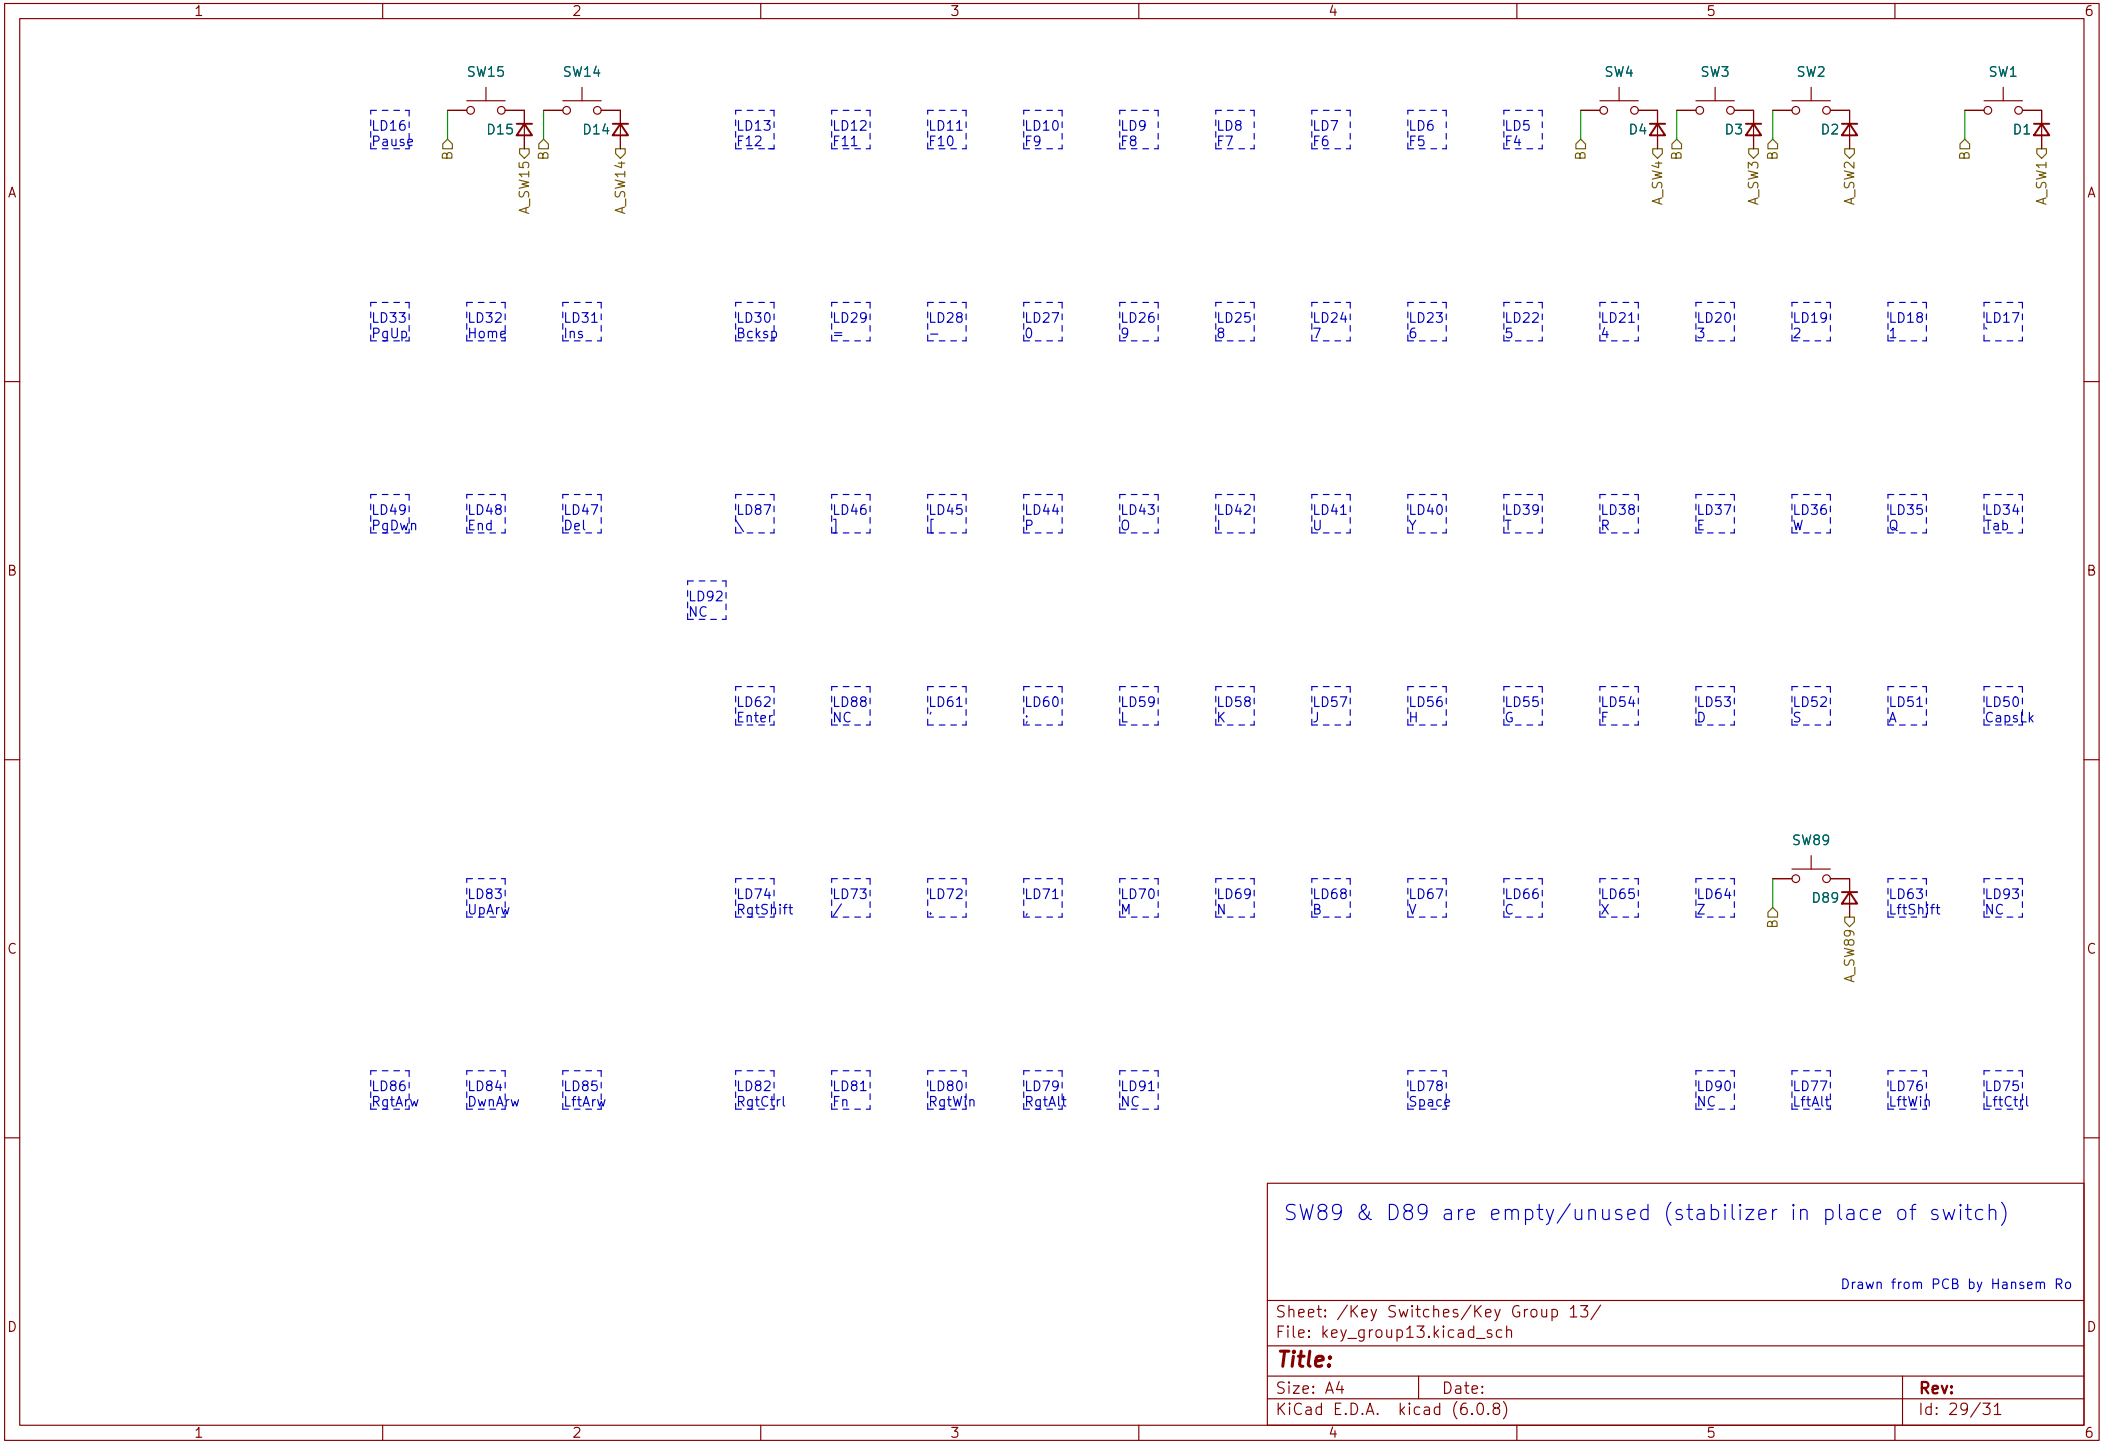 1 2 3 4 5 6
SW15 SW14 SW4 SW3 SW2 SW1
LD16 D15 D14 LD13 LD12 LD11 LD10 LD9 LD8 LD7 LD6 LD5 D4 D3 D2 D1
Pause F12 F11 F10 F9 F8 F7 F6 F5 F4
B A_SW15 B A_SW14 B A_SW4 B A_SW3 B A_SW2 B A_SW1
A A
LD33 LD32 LD31 LD30 LD29 LD28 LD27 LD26 LD25 LD24 LD23 LD22 LD21 LD20 LD19 LD18 LD17
PgUp Home Ins Bcksp = - 0 9 8 7 6 5 4 3 2 1 `
LD49 LD48 LD47 LD87 LD46 LD45 LD44 LD43 LD42 LD41 LD40 LD39 LD38 LD37 LD36 LD35 LD34
PgDwn End Del \ ] [ P O I U Y T R E W Q Tab
B B
LD92
NC
LD62 LD88 LD61 LD60 LD59 LD58 LD57 LD56 LD55 LD54 LD53 LD52 LD51 LD50
Enter NC ' ; L K J H G F D S A CapsLk
SW89
LD83 LD74 LD73 LD72 LD71 LD70 LD69 LD68 LD67 LD66 LD65 LD64 D89 LD63 LD93
UpArw RgtShift / . , M N B V C X Z LftShift NC
B A_SW89
C C
LD86 LD84 LD85 LD82 LD81 LD80 LD79 LD91 LD78 LD90 LD77 LD76 LD75
RgtArw DwnArw LftArw RgtCtrl Fn RgtWin RgtAlt NC Space NC LftAlt LftWin LftCtrl
SW89 & D89 are empty/unused (stabilizer in place of switch)
Drawn from PCB by Hansem Ro
Sheet: /Key Switches/Key Group 13/
D D
File: key_group13.kicad_sch
Title:
Size: A4 Date: Rev:
KiCad E.D.A. kicad (6.0.8) Id: 29/31
1 2 3 4 5 6